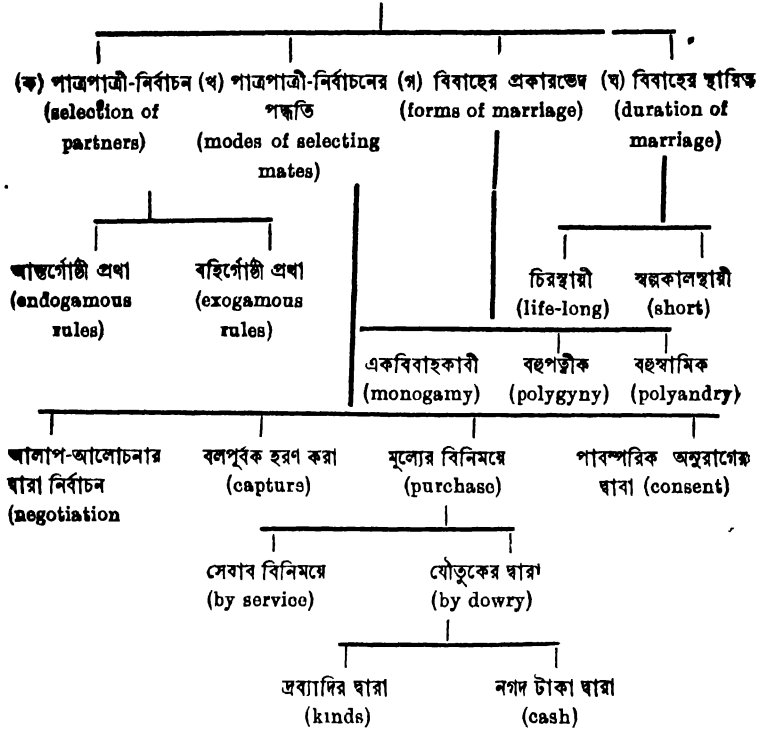 (ক) পাত্রপাত্রী-নির্বাচন (খ) পাত্রপাত্রী-নির্বাচনের (গ) বিবাহের প্রকারভেদ (ঘ) বিবাহের স্থায়িত্ব
(selection of পদ্ধতি (forms of marriage) (duration of
partners) (modes of selecting marriage)
mates)
আন্তর্গোষ্ঠী প্রথা বহির্গোষ্ঠী প্রথা চিরস্থায়ী স্বল্পকালস্থায়ী
(endogamous (exogamous (life-long) (short)
rules) rules)
একবিবাহকাবী বহুপত্নীক বহুস্বামিক
(monogamy) (polygyny) (polyandry)
আলাপ-আলোচনার বলপূর্বক হরণ করা মূল্যের বিনিময়ে পাবস্পরিক অনুরাগের
দ্বারা নির্বাচন (capture) (purchase) দ্বাবা (consent)
(negotiation
সেবাব বিনিময়ে যৌতুকের দ্বারা
(by service) (by dowry)
দ্রব্যাদির দ্বারা নগদ টাকা দ্বারা
(kinds) (cash)